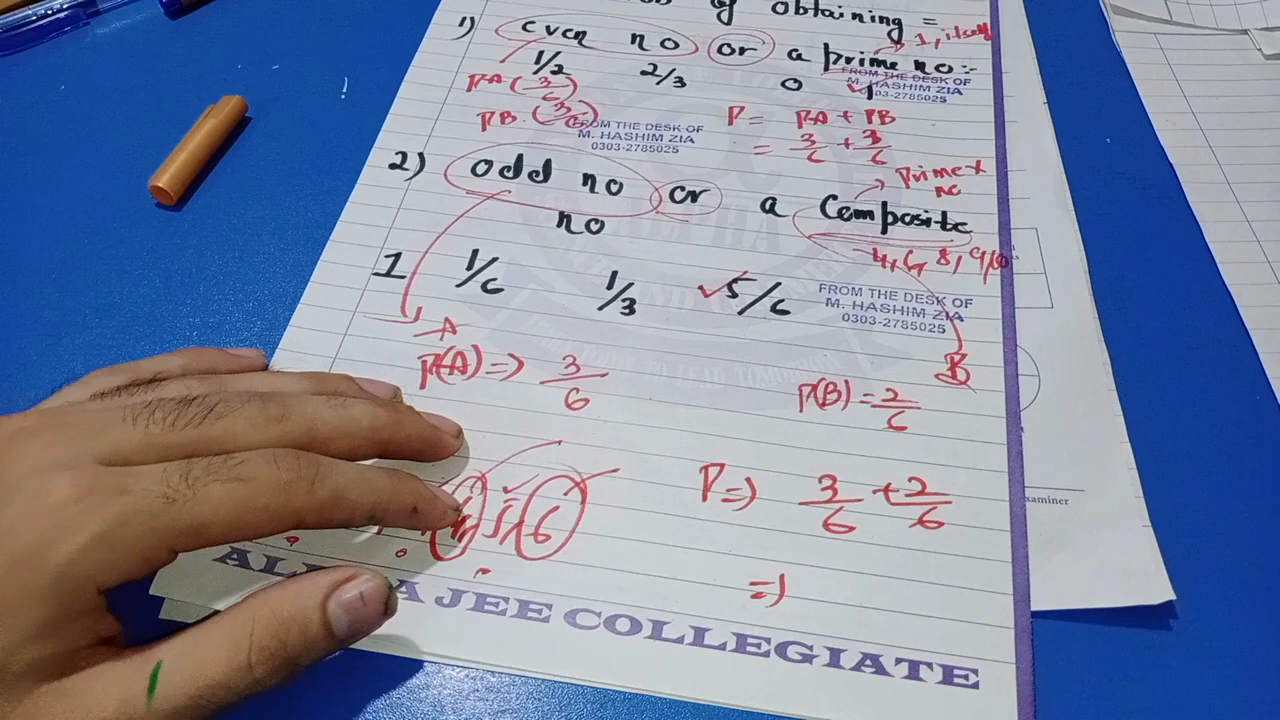 of obtaining =
1) even no or a prime no:-
1, itself
1/2 2/3 0 1
FROM THE DESK OF
M. HASHIM ZIA
03-2785025
PA (3/6)
PB.
P = PA + PB
= 3/6 + 3/6
FROM THE DESK OF
M. HASHIM ZIA
0303-2785025
2) odd no or a Composite
no
Prime x
no
4, 6, 8, 9,
1 1/6 1/3 ✓5/6
FROM THE DESK OF
M. HASHIM ZIA
0303-2785025
A
B
P(A) => 3/6
P(B) = 2/6
5, 6
P => 3/6 + 2/6
=>
xaminer
JEE COLLEGIATE